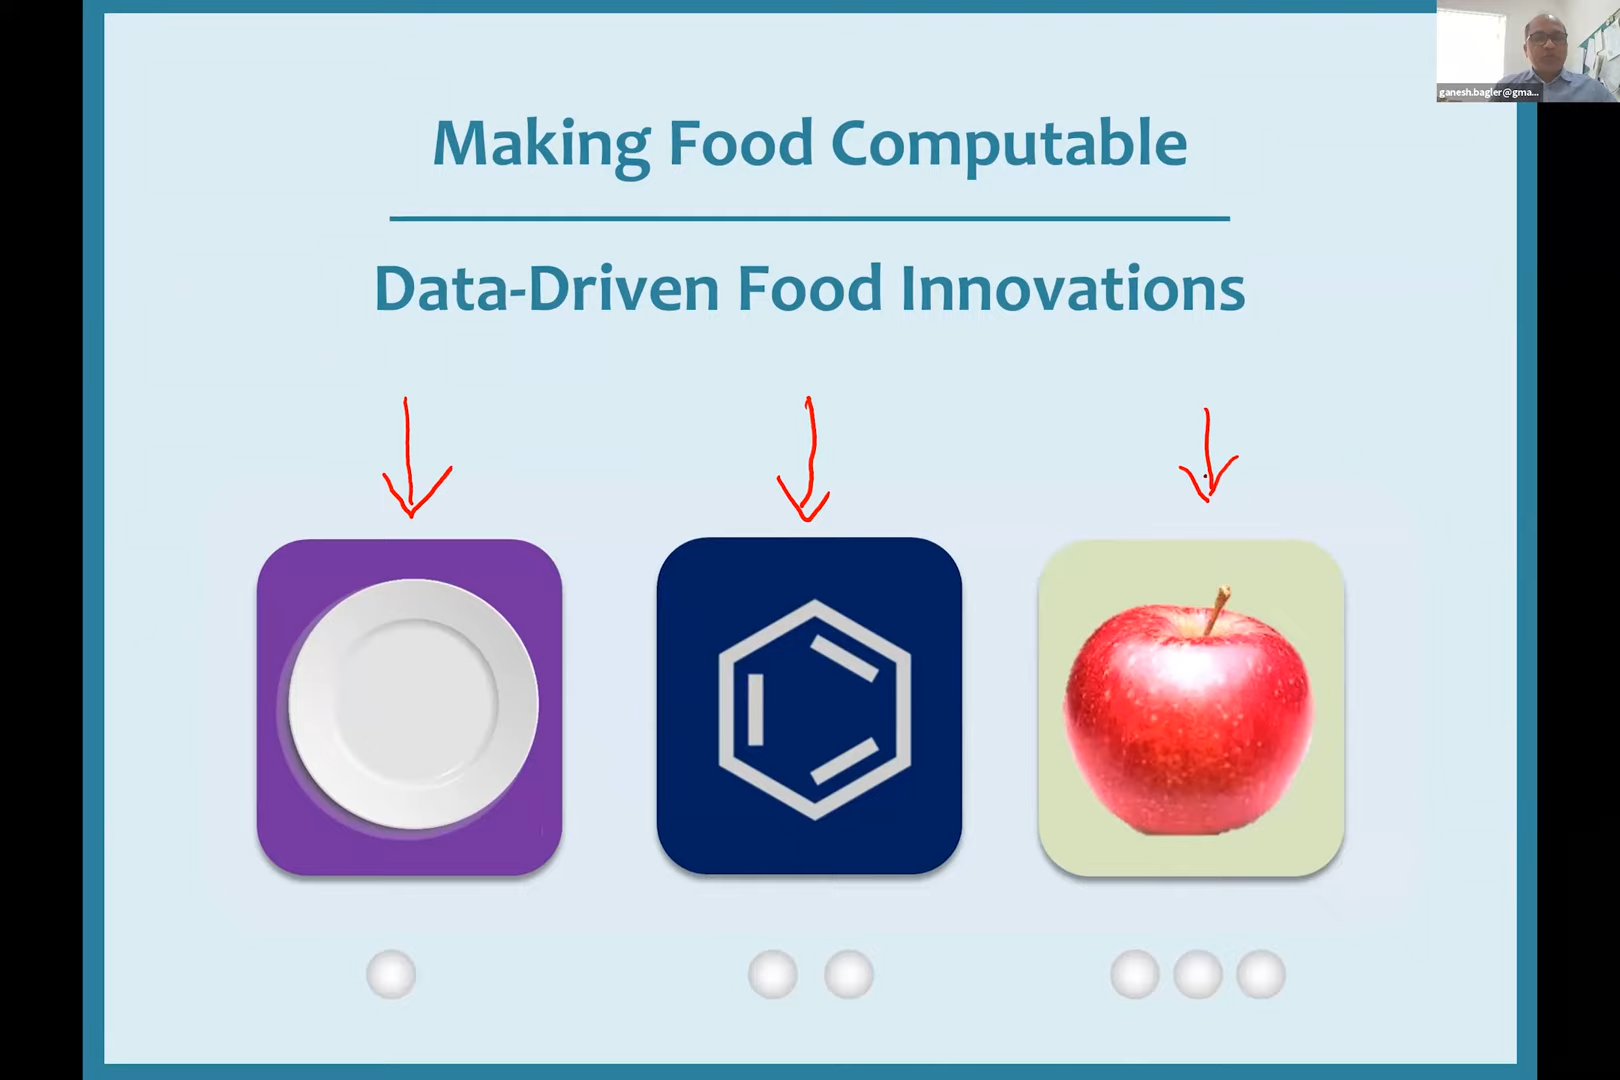 Making Food Computable
Data-Driven Food Innovations
ganesh.bagler@gma...